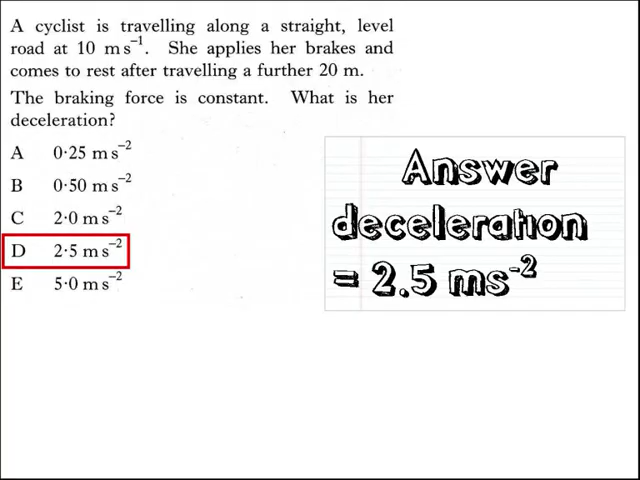 A cyclist is travelling along a straight, level
road at 10 m s⁻¹. She applies her brakes and
comes to rest after travelling a further 20 m.
The braking force is constant. What is her
deceleration?
A 0·25 m s⁻²
B 0·50 m s⁻²
C 2·0 m s⁻²
D 2·5 m s⁻²
E 5·0 m s⁻²
Answer
deceleration
= 2.5 ms⁻²